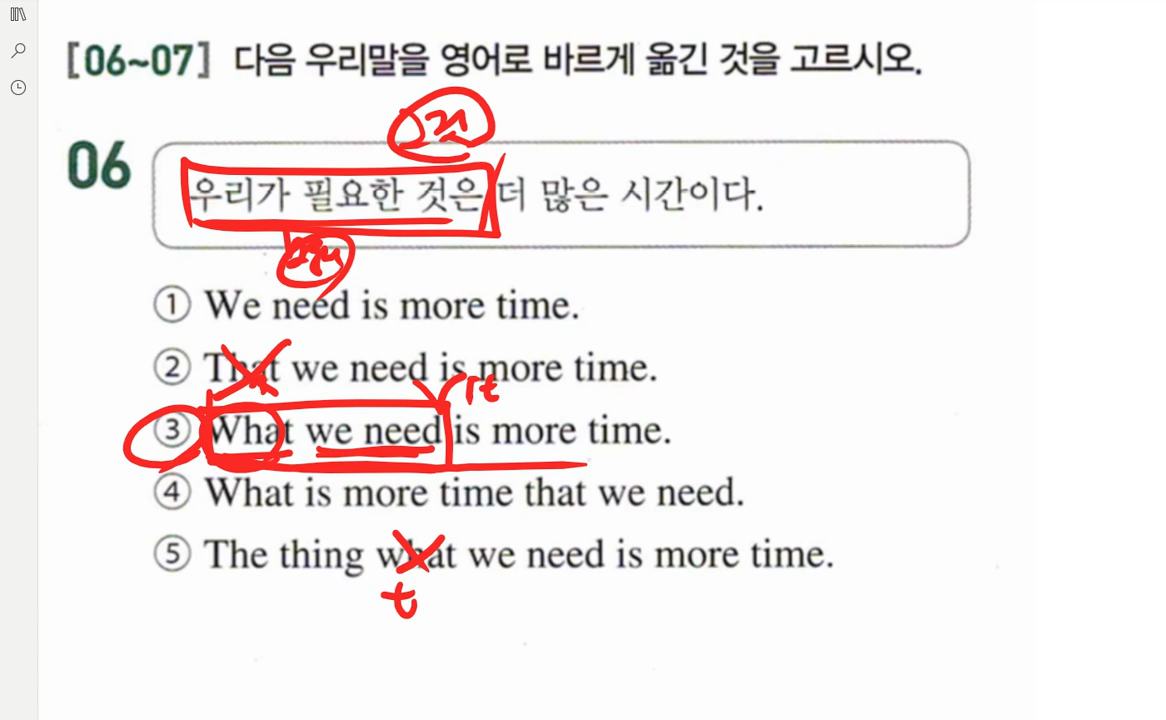 [06~07] 다음 우리말을 영어로 바르게 옮긴 것을 고르시오.
06
우리가 필요한 것은 더 많은 시간이다.
① We need is more time.
② That we need is more time.
it
③ What we need is more time.
④ What is more time that we need.
⑤ The thing what we need is more time.
t